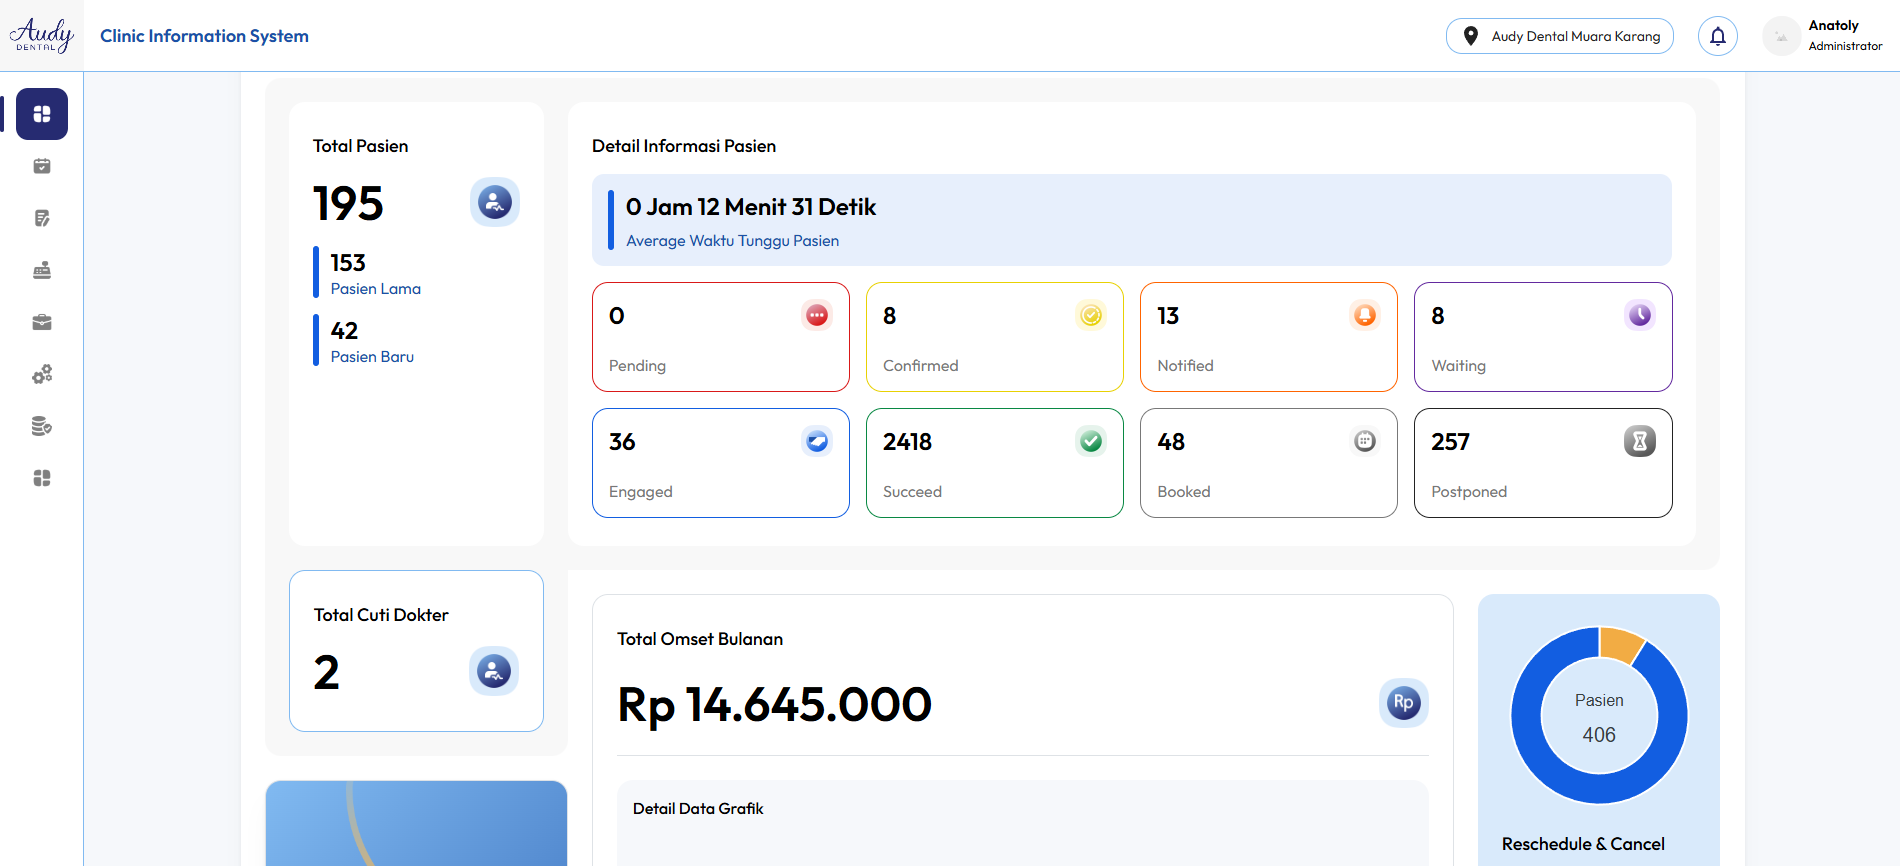 Audy
DENTAL
Clinic Information System
Audy Dental Muara Karang
Anatoly
Administrator
Total Pasien
195
153
Pasien Lama
42
Pasien Baru
Detail Informasi Pasien
0 Jam 12 Menit 31 Detik
Average Waktu Tunggu Pasien
0
Pending
8
Confirmed
13
Notified
8
Waiting
36
Engaged
2418
Succeed
48
Booked
257
Postponed
Total Cuti Dokter
2
Total Omset Bulanan
Rp 14.645.000
Rp
Detail Data Grafik
Pasien
406
Reschedule & Cancel